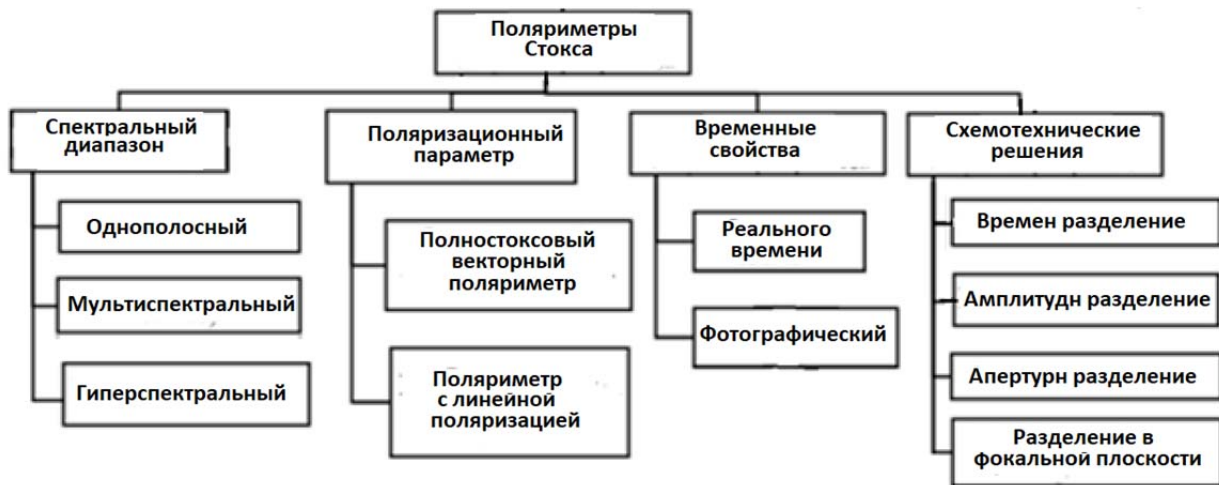 Поляриметры
Стокса
Спектральный
диапазон
Однополосный
Мультиспектральный
Гиперспектральный
Поляризационный
параметр
Полностоксовый
векторный
поляриметр
Поляриметр
с линейной
поляризацией
Временные
свойства
Реального
времени
Фотографический
Схемотехнические
решения
Времен разделение
Амплитудн разделение
Апертурн разделение
Разделение в
фокальной плоскости